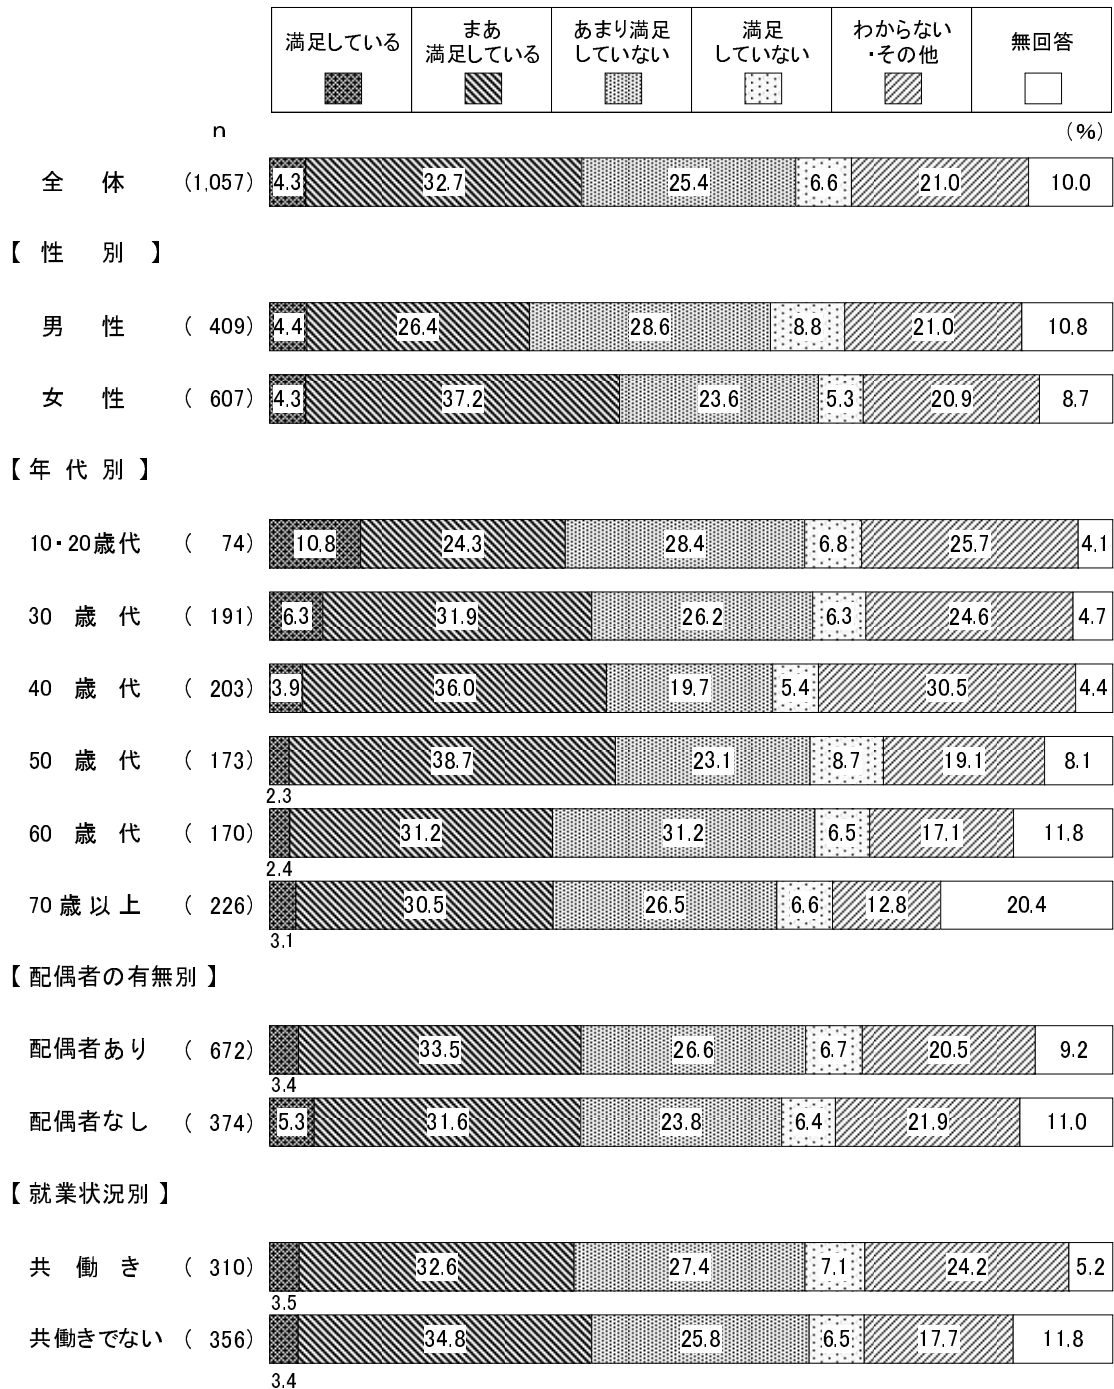 満足している
まあ
満足している
あまり満足
していない
満足
していない
わからない
・その他
無回答
n
(%)
全 体 (1,057) 4.3 32.7 25.4 6.6 21.0 10.0
【 性 別 】
男 性 ( 409) 4.4 26.4 28.6 8.8 21.0 10.8
女 性 ( 607) 4.3 37.2 23.6 5.3 20.9 8.7
【 年 代 別 】
10・20歳代 ( 74) 10.8 24.3 28.4 6.8 25.7 4.1
30 歳 代 ( 191) 6.3 31.9 26.2 6.3 24.6 4.7
40 歳 代 ( 203) 3.9 36.0 19.7 5.4 30.5 4.4
50 歳 代 ( 173) 38.7 23.1 8.7 19.1 8.1
2.3
60 歳 代 ( 170) 31.2 31.2 6.5 17.1 11.8
2.4
70 歳 以 上 ( 226) 30.5 26.5 6.6 12.8 20.4
3.1
【 配偶者の有無別 】
配偶者あり ( 672) 33.5 26.6 6.7 20.5 9.2
3.4
配偶者なし ( 374) 5.3 31.6 23.8 6.4 21.9 11.0
【 就業状況別 】
共 働 き ( 310) 32.6 27.4 7.1 24.2 5.2
3.5
共働きでない ( 356) 34.8 25.8 6.5 17.7 11.8
3.4